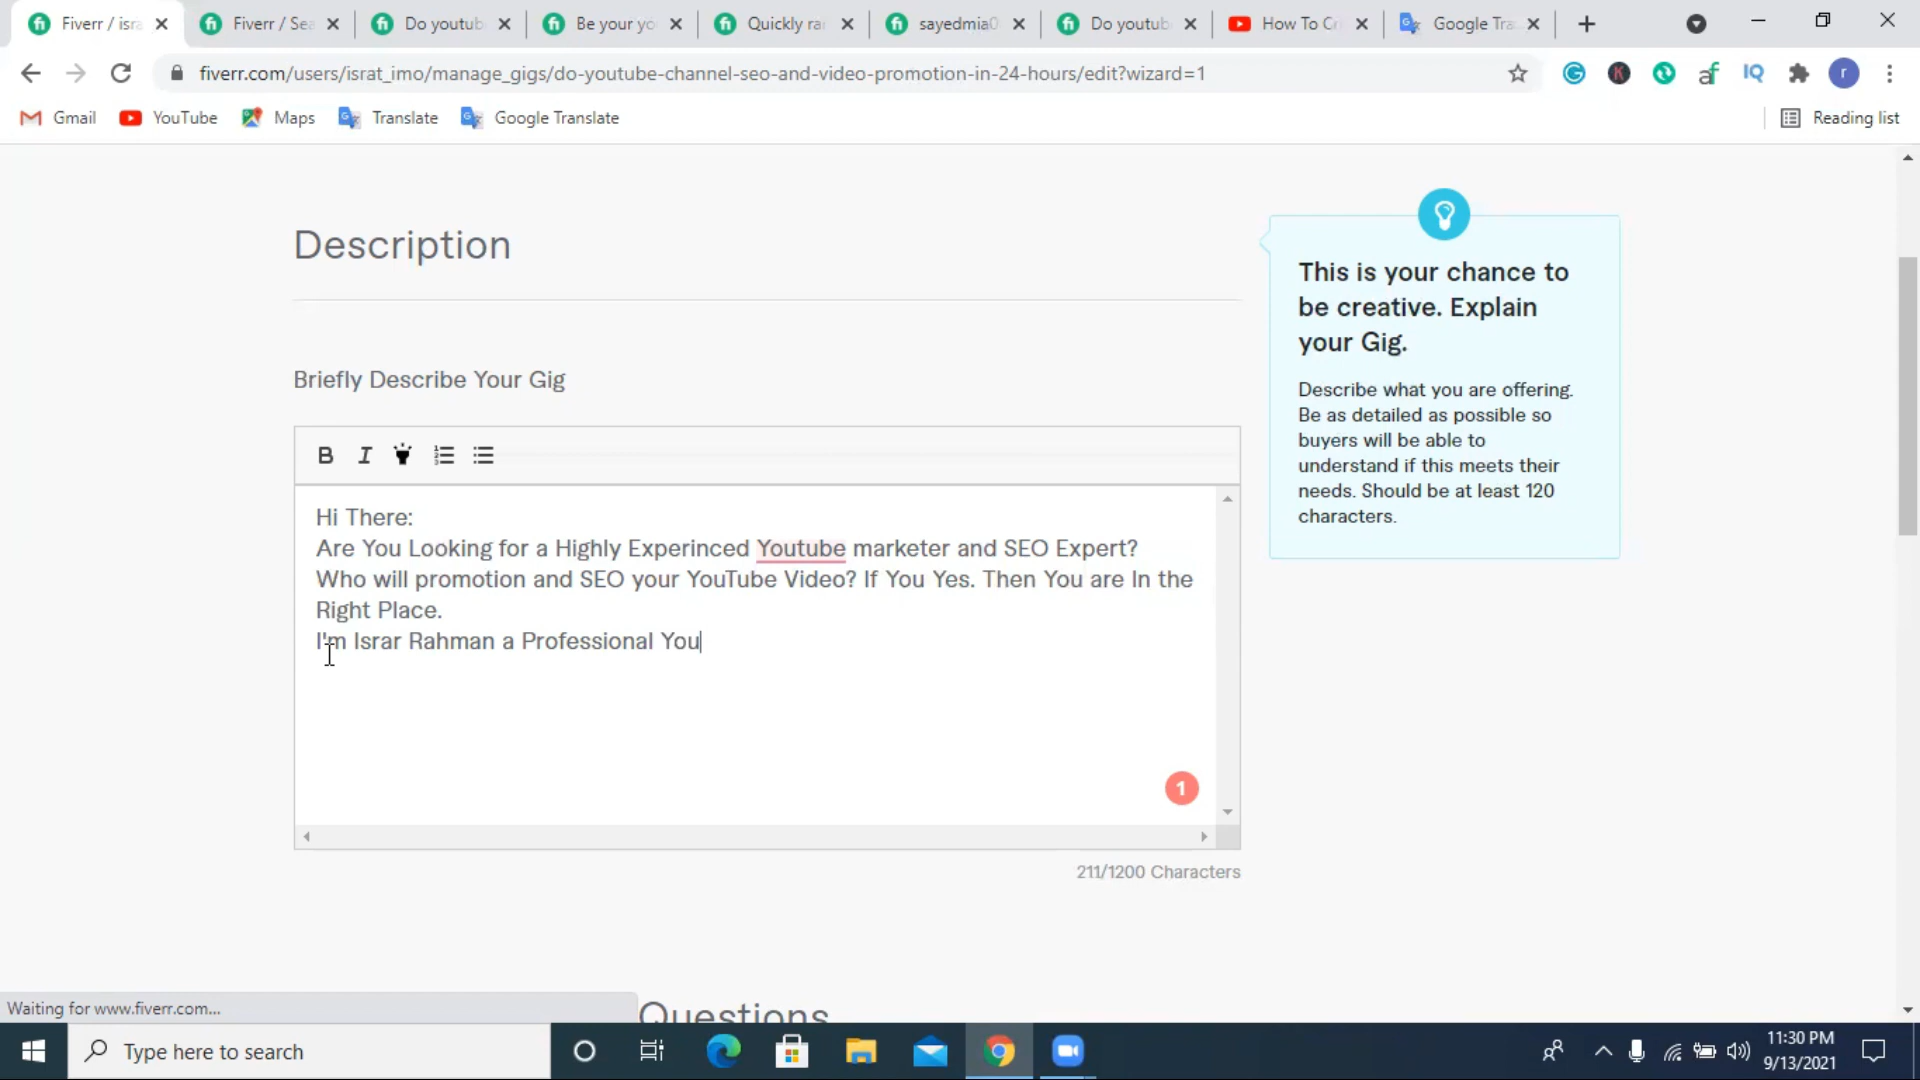 Fiverr / isra
Fiverr / Sea
Do youtub
Be your yo
Quickly ra
sayedmia0
Do youtub
How To Cr
Google Tra
fiverr.com/users/israt_imo/manage_gigs/do-youtube-channel-seo-and-video-promotion-in-24-hours/edit?wizard=1
IQ
r
Gmail
YouTube
Maps
Translate
Google Translate
Reading list
Description
This is your chance to
be creative. Explain
your Gig.
Describe what you are offering.
Be as detailed as possible so
buyers will be able to
understand if this meets their
needs. Should be at least 120
characters.
Briefly Describe Your Gig
B I
Hi There:
Are You Looking for a Highly Experinced Youtube marketer and SEO Expert?
Who will promotion and SEO your YouTube Video? If You Yes. Then You are In the
Right Place.
I'm Israr Rahman a Professional You
1
211/1200 Characters
Questions
Waiting for www.fiverr.com...
Type here to search
11:30 PM
9/13/2021